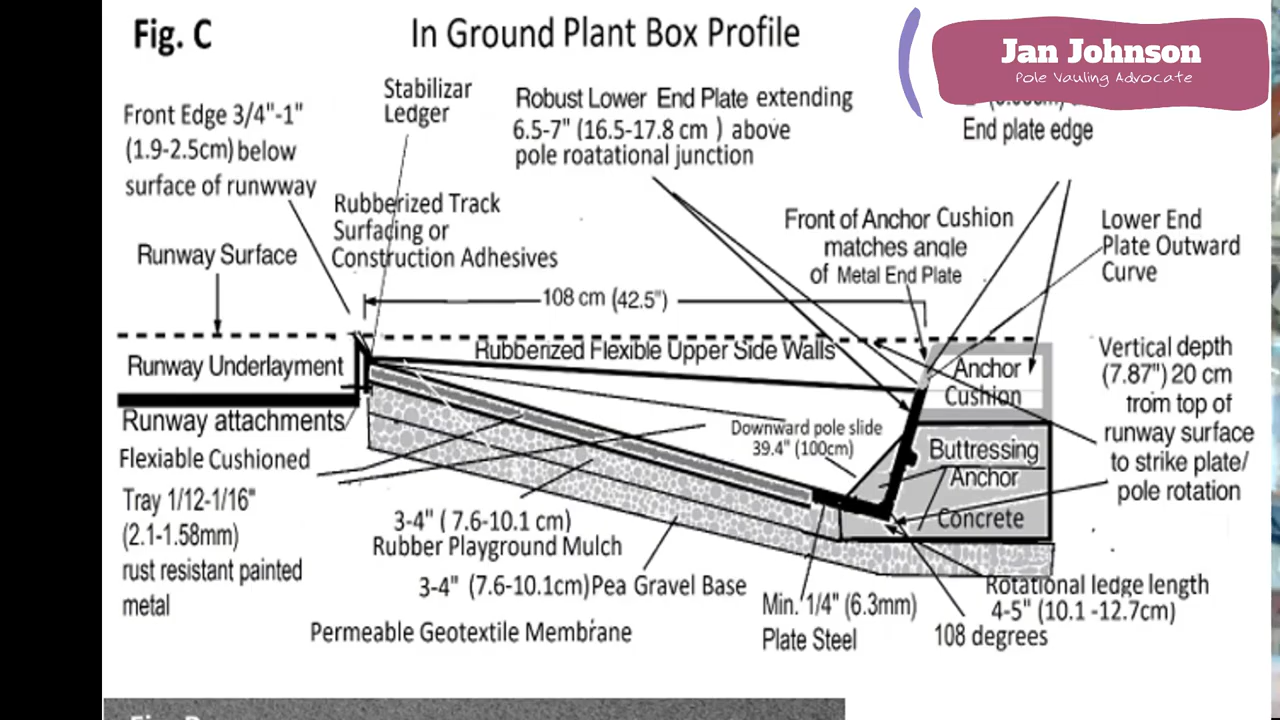 Fig. C
In Ground Plant Box Profile
Jan Johnson
Pole Vauling Advocate
Stabilizar
Ledger
Front Edge 3/4"-1"
(1.9-2.5cm) below
surface of runwway
Robust Lower End Plate extending
6.5-7" (16.5-17.8 cm ) above
pole roatational junction
End plate edge
Rubberized Track
Surfacing or
Construction Adhesives
Runway Surface
Front of Anchor Cushion
matches angle
of Metal End Plate
Lower End
Plate Outward
Curve
108 cm (42.5")
Rubberized Flexible Upper Side Walls
Runway Underlayment
Anchor
Cushion
Vertical depth
(7.87") 20 cm
from top of
runway surface
to strike plate/
pole rotation
Runway attachments
Downward pole slide
39.4" (100cm)
Flexiable Cushioned
Buttressing
Anchor
Concrete
Tray 1/12-1/16"
(2.1-1.58mm)
rust resistant painted
metal
3-4" ( 7.6-10.1 cm)
Rubber Playground Mulch
3-4" (7.6-10.1cm) Pea Gravel Base
Min. 1/4" (6.3mm)
Plate Steel
Rotational ledge length
4-5" (10.1 -12.7cm)
108 degrees
Permeable Geotextile Membrane